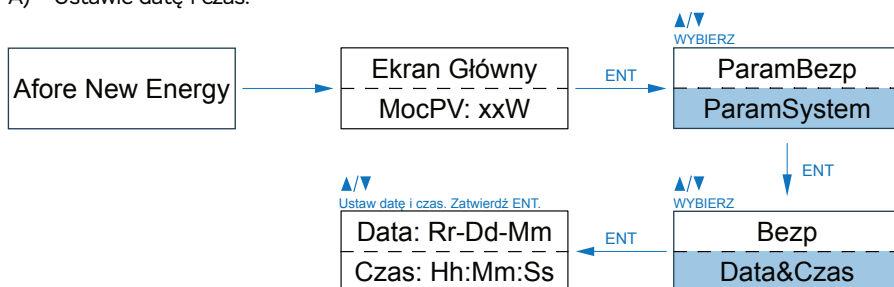 A) Ustawie datę i czas.
▲/▼
WYBIERZ
Afore New Energy
Ekran Główny
MocPV: xxW
ENT
ParamBezp
ParamSystem
ENT
▲/▼
WYBIERZ
Bezp
Data&Czas
ENT
▲/▼
Ustaw datę i czas. Zatwierdź ENT.
Data: Rr-Dd-Mm
Czas: Hh:Mm:Ss